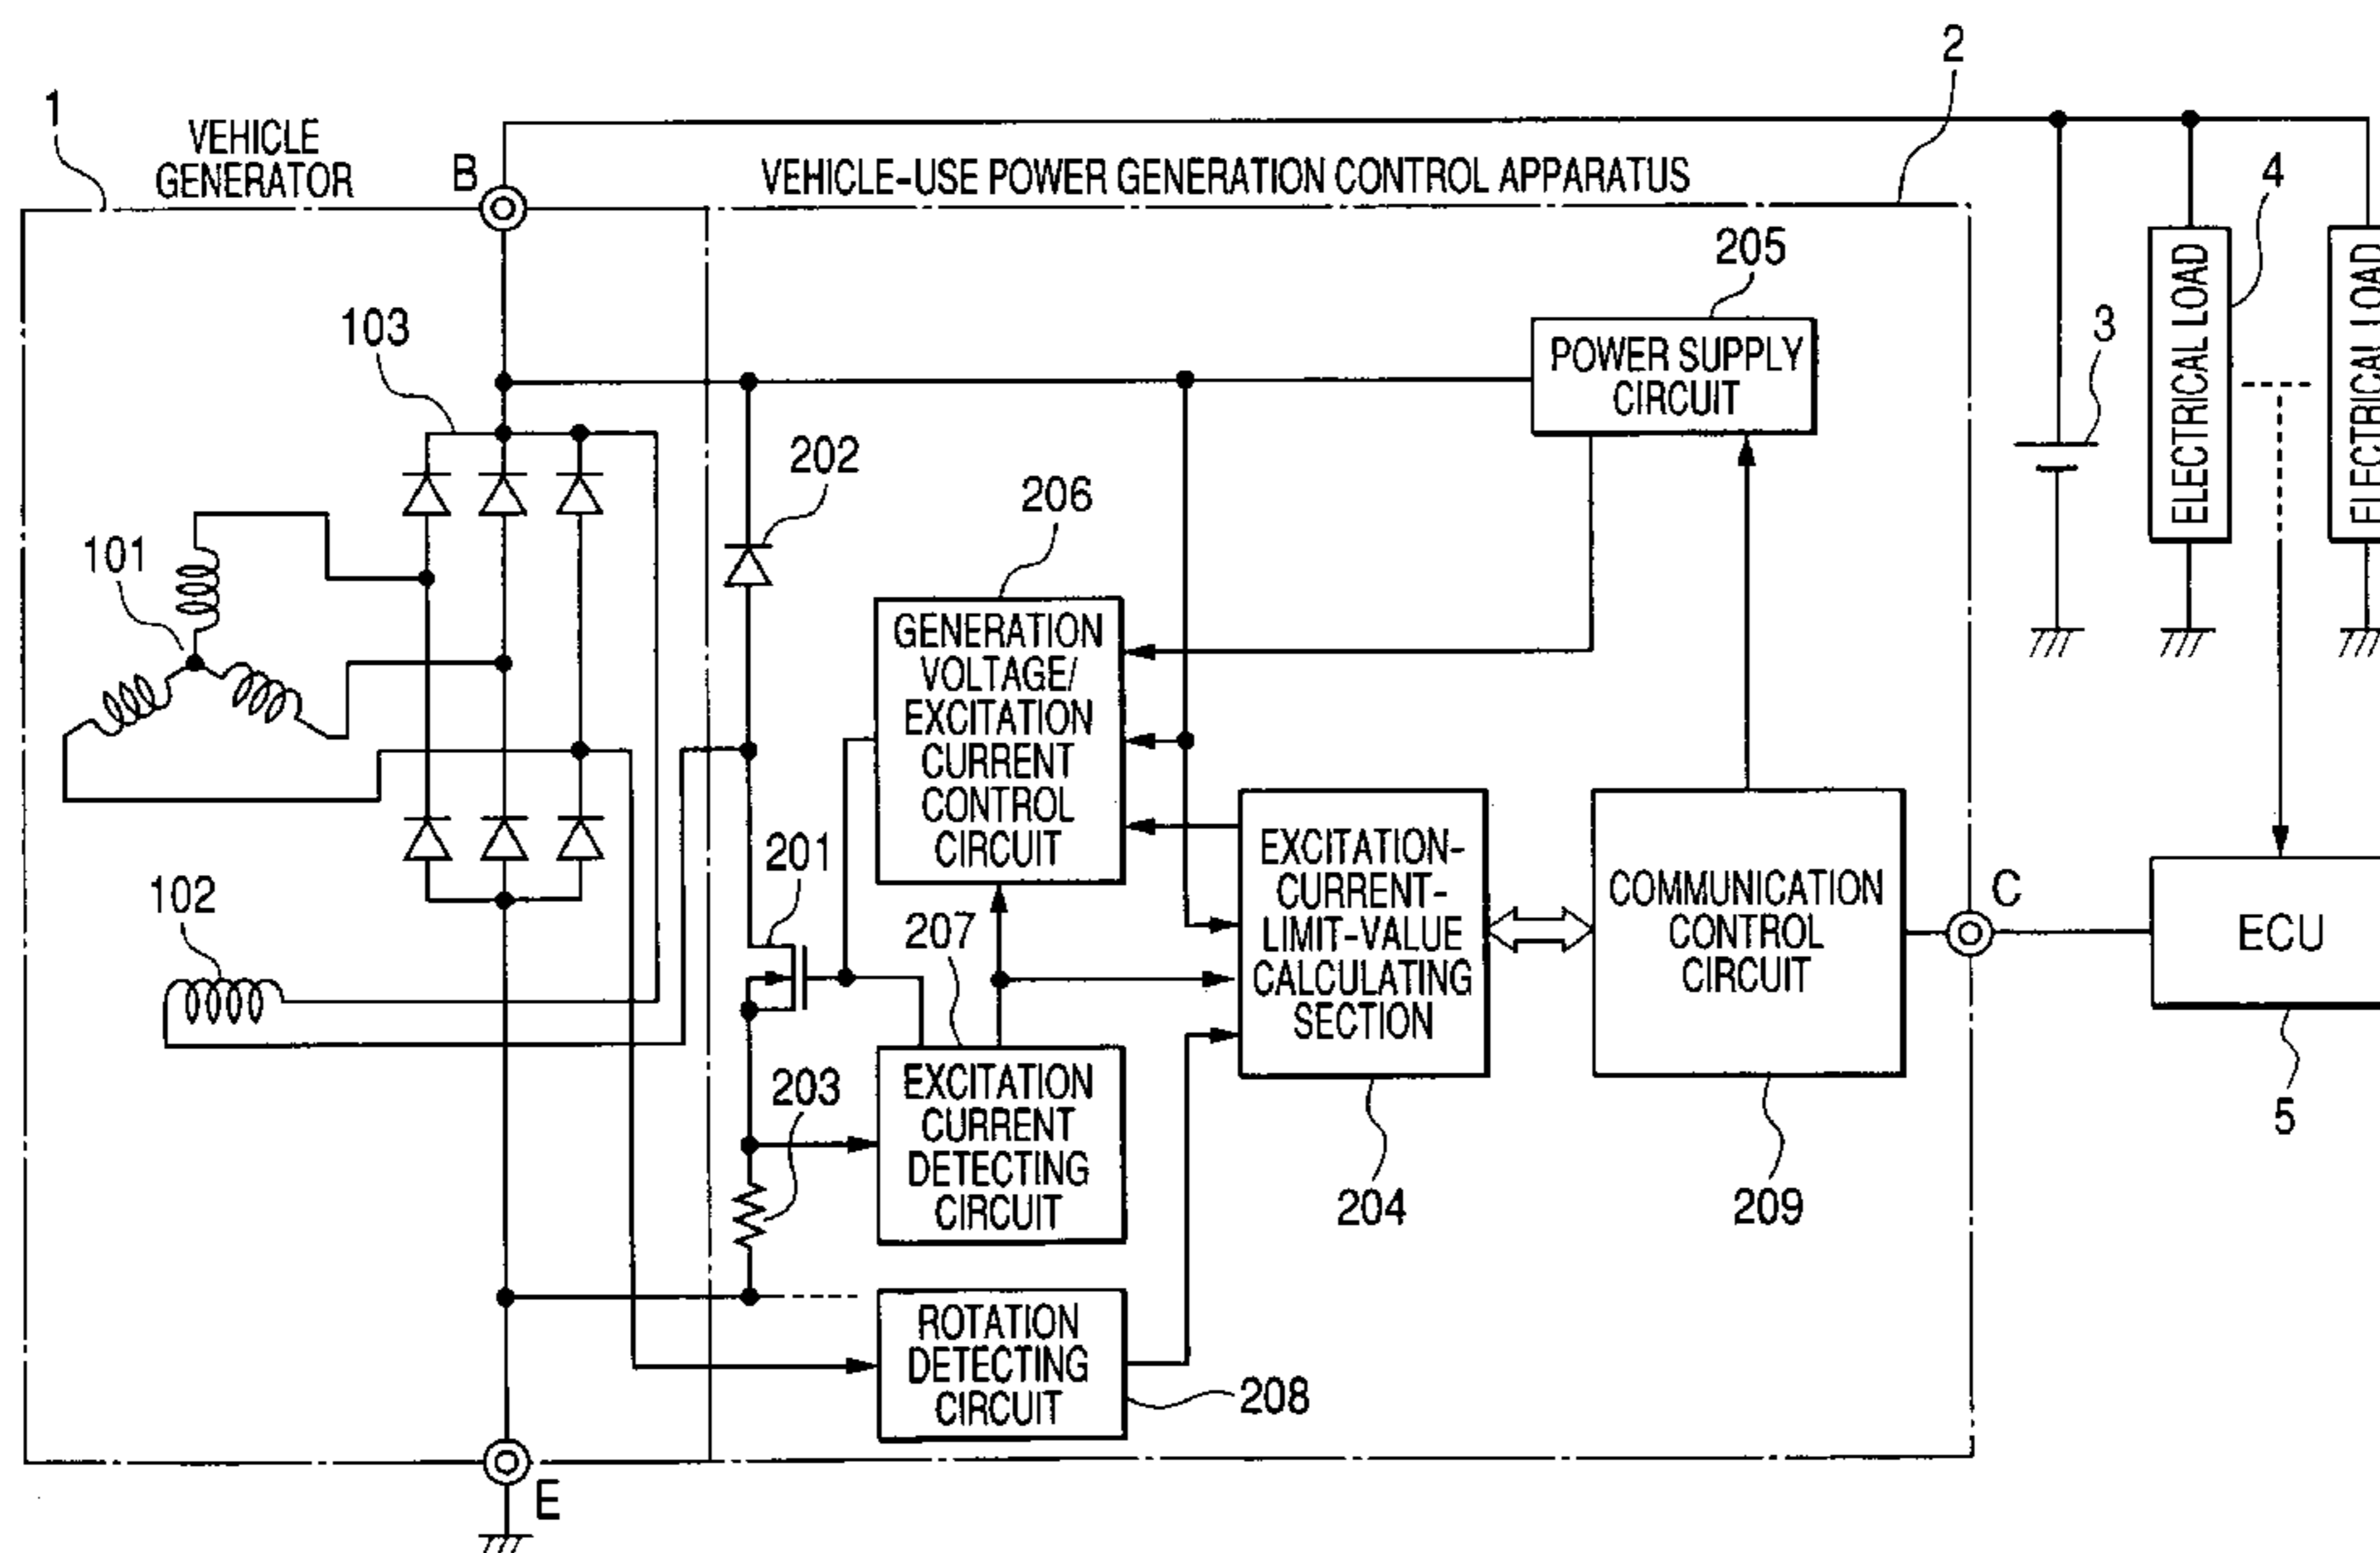 2
1
VEHICLE
GENERATOR
B
VEHICLE-USE POWER GENERATION CONTROL APPARATUS
4
205
103
3
POWER SUPPLY
CIRCUIT
ELECTRICAL LOAD
ELECTRICAL LOAD
202
206
101
GENERATION
VOLTAGE/
EXCITATION
CURRENT
CONTROL
CIRCUIT
201
102
207
EXCITATION-
CURRENT-
LIMIT-VALUE
CALCULATING
SECTION
COMMUNICATION
CONTROL
CIRCUIT
C
ECU
203
EXCITATION
CURRENT
DETECTING
CIRCUIT
5
204
209
ROTATION
DETECTING
CIRCUIT
208
E